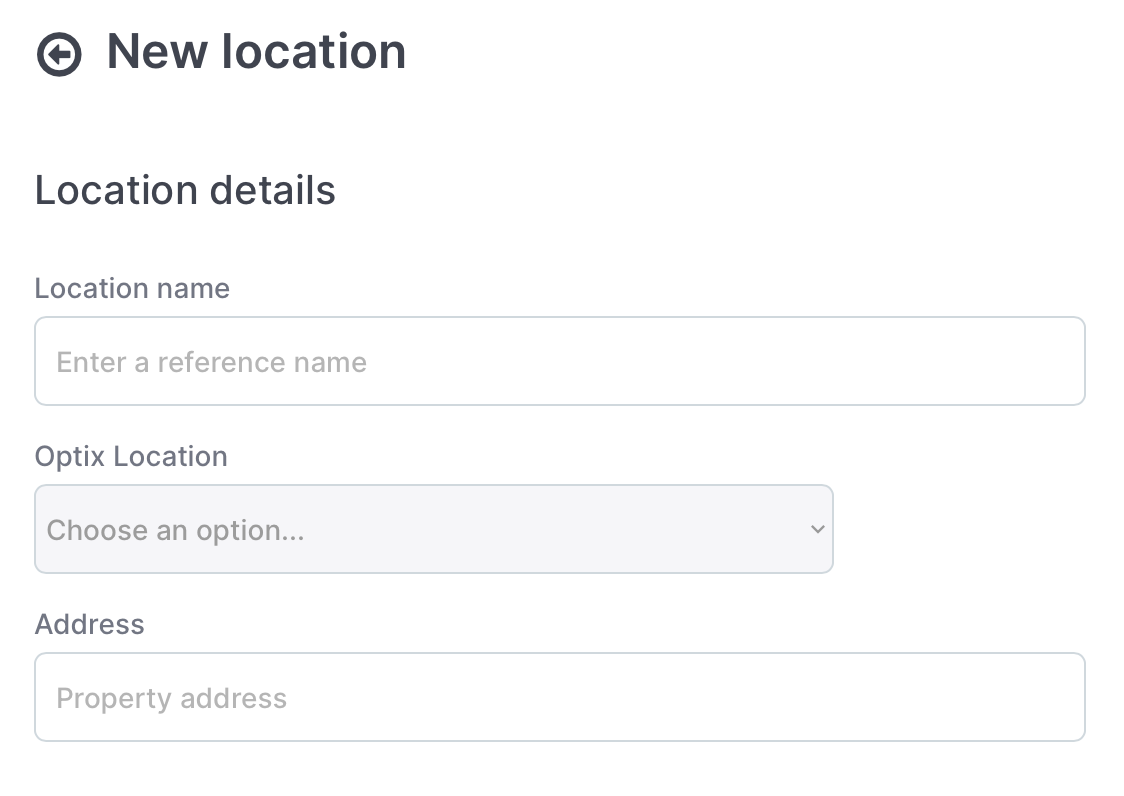 New location
Location details
Location name
Enter a reference name
Optix Location
Choose an option...
Address
Property address